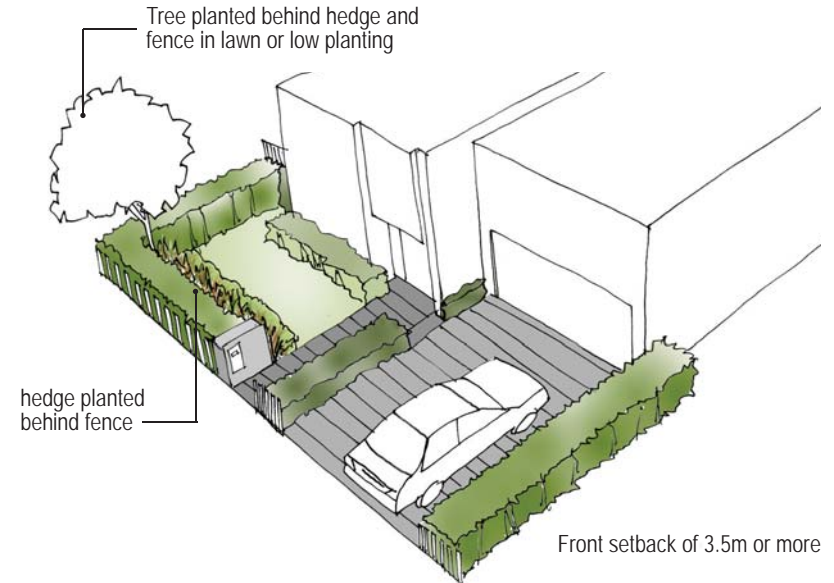 Tree planted behind hedge and
fence in lawn or low planting
hedge planted
behind fence
Front setback of 3.5m or more